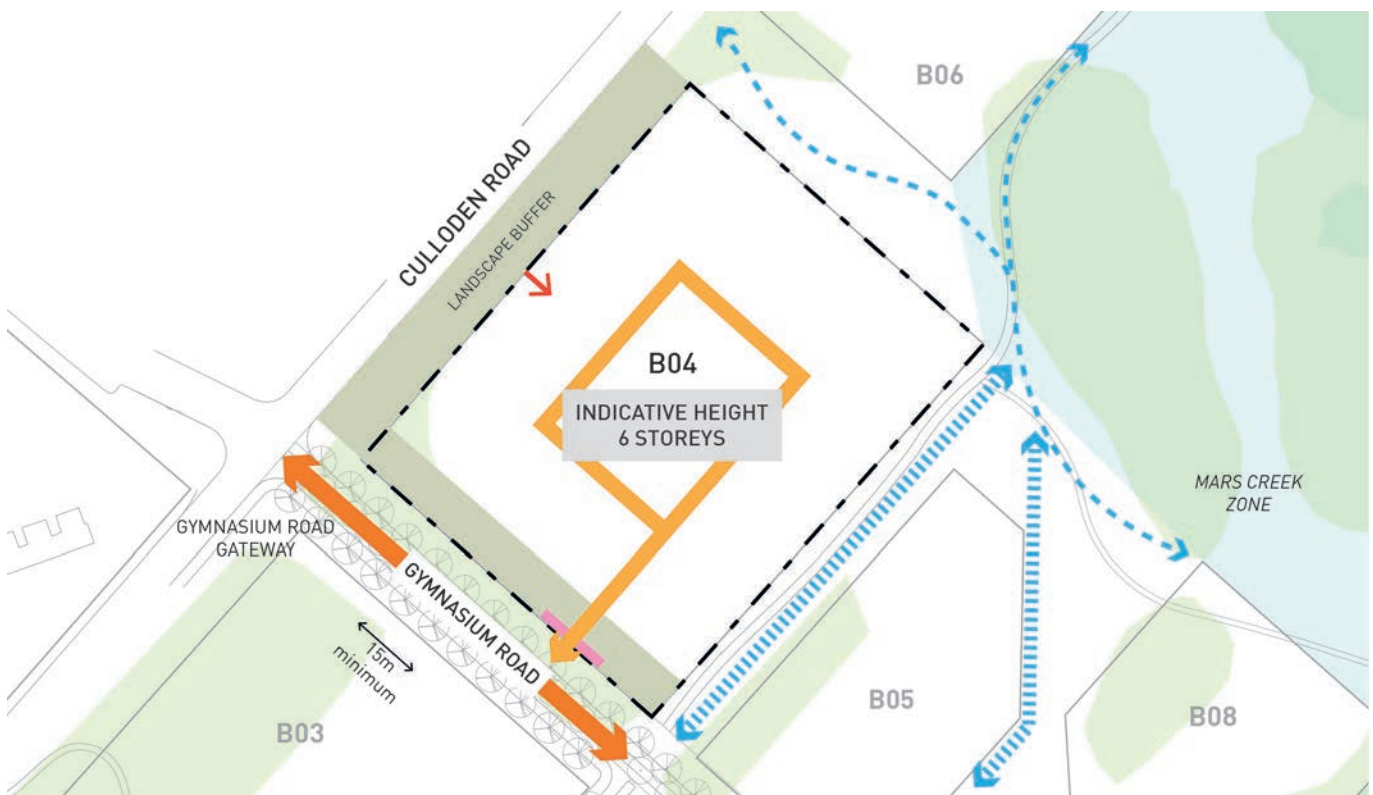 B06
CULLODEN ROAD
LANDSCAPE BUFFER
B04
INDICATIVE HEIGHT
6 STOREYS
MARS CREEK
ZONE
GYMNASIUM ROAD
GATEWAY
GYMNASIUM ROAD
15m
minimum
B03
B05
B08